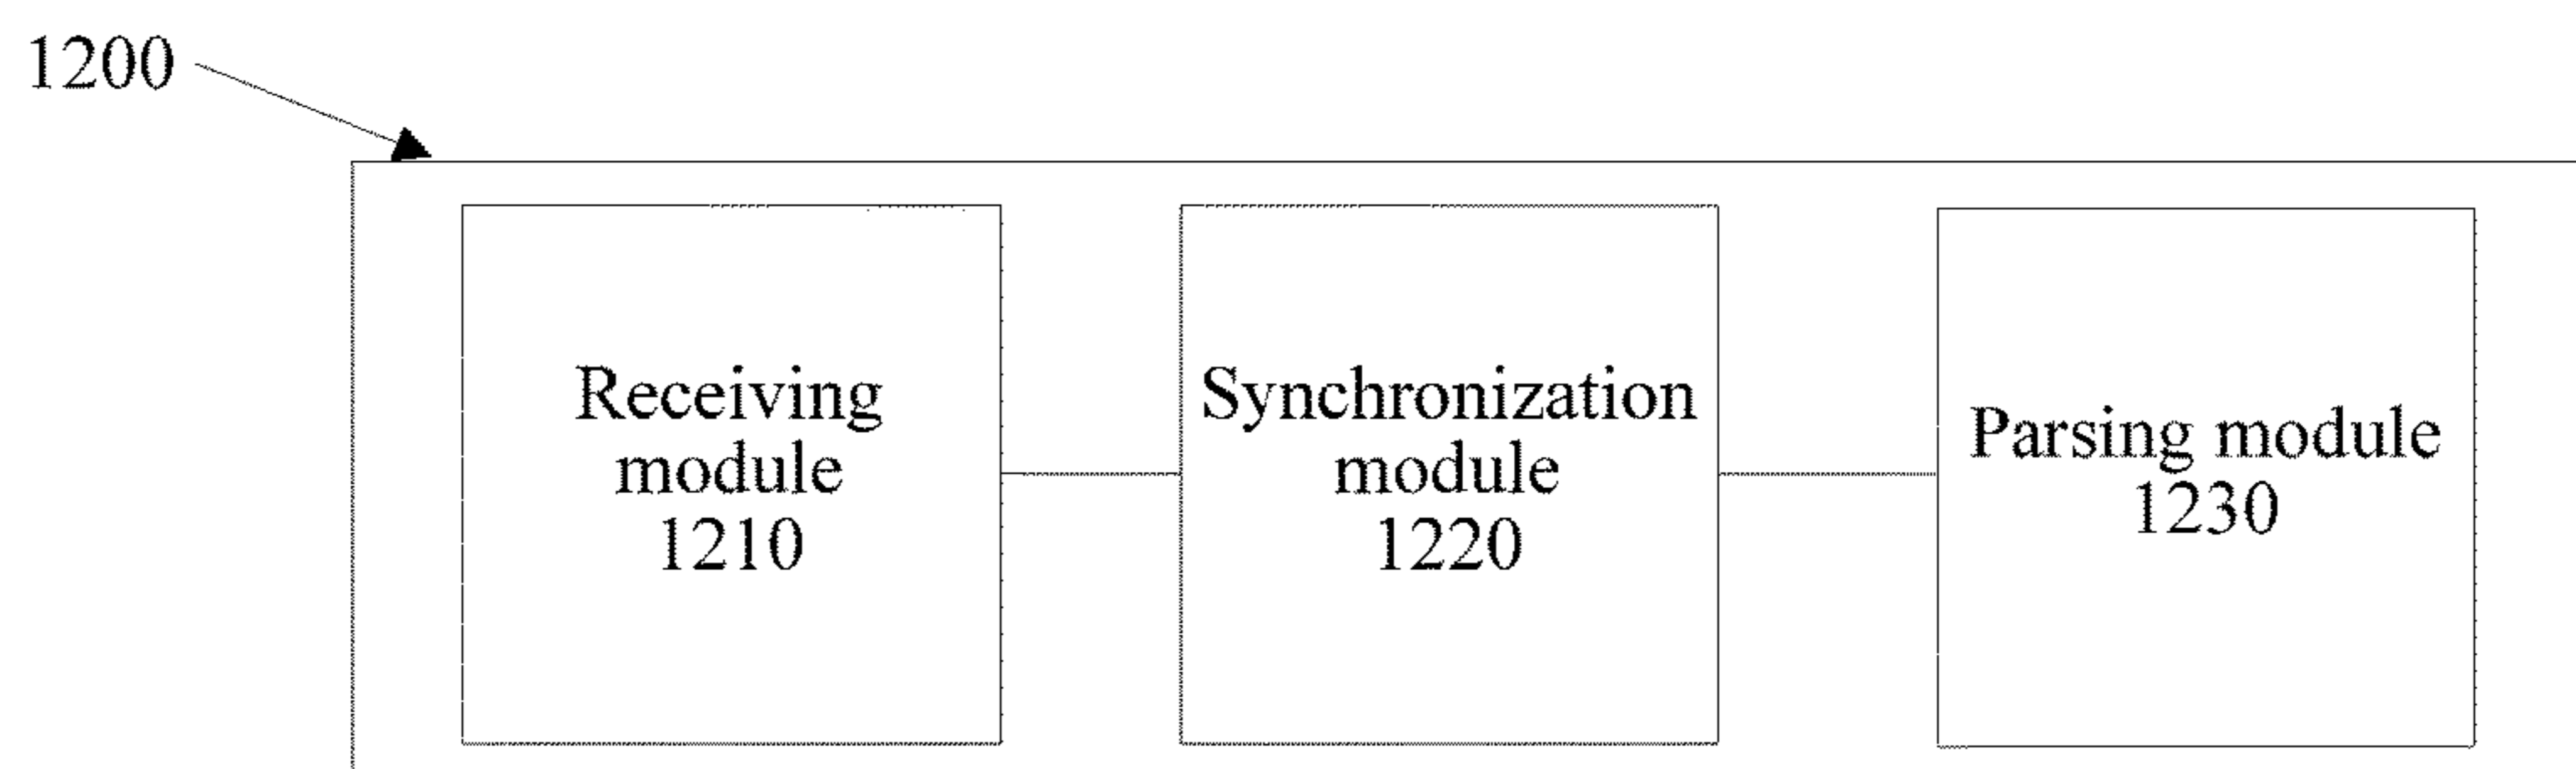 1200
Receiving
module
1210
Synchronization
module
1220
Parsing module
1230